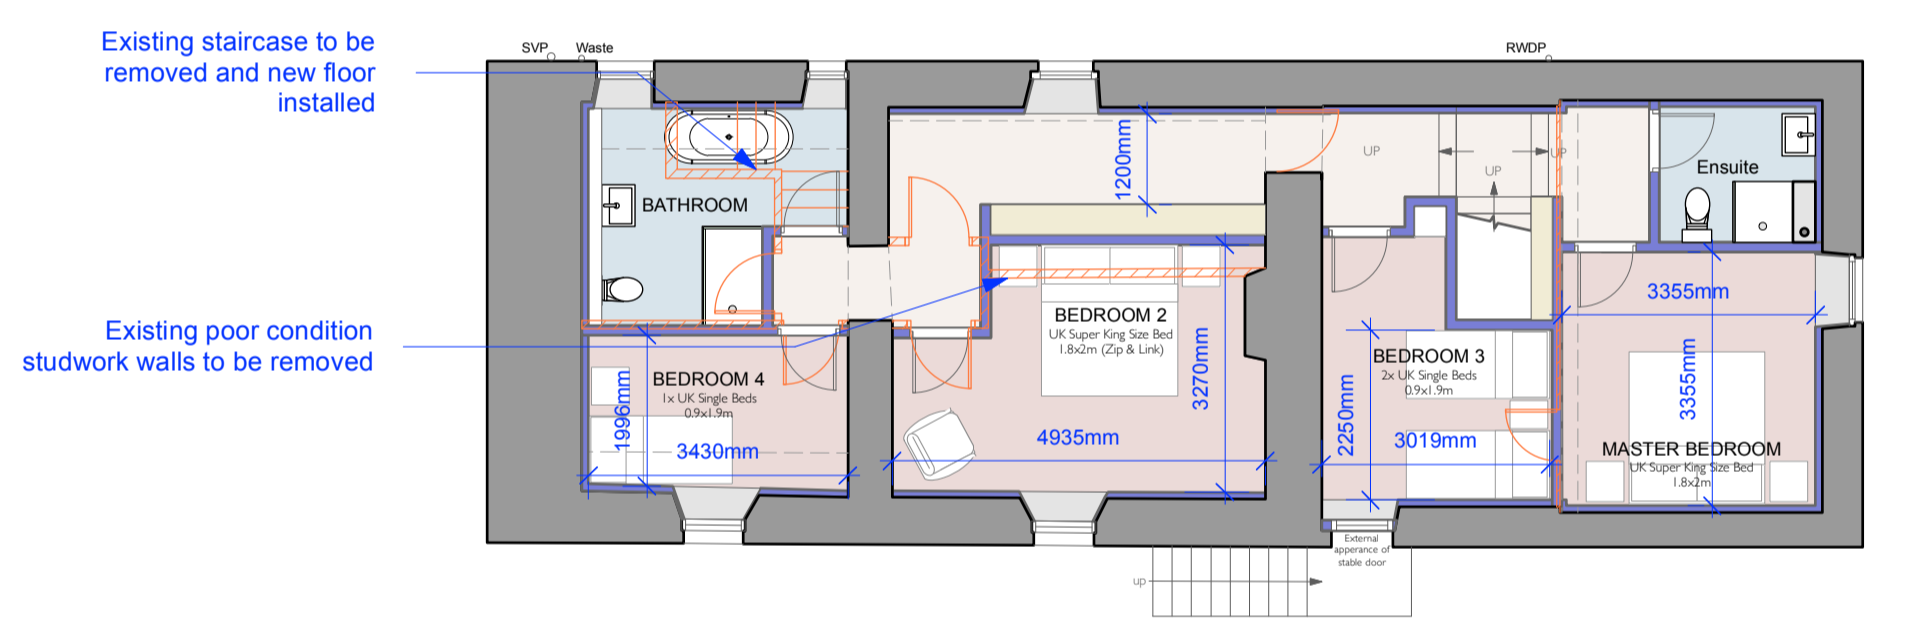 Existing staircase to be
removed and new floor
installed
SVP
Waste
RWDP
1200mm
UP
UP
UP
Ensuite
BATHROOM
Existing poor condition
studwork walls to be removed
BEDROOM 2
UK Super King Size Bed
1.8x2m (Zip & Link)
3270mm
3355mm
3355mm
BEDROOM 4
1x UK Single Beds
0.9x1.9m
1996mm
3430mm
4935mm
BEDROOM 3
2x UK Single Beds
0.9x1.9m
2250mm
3019mm
MASTER BEDROOM
UK Super King Size Bed
1.8x2m
External
apperance of
stable door
up